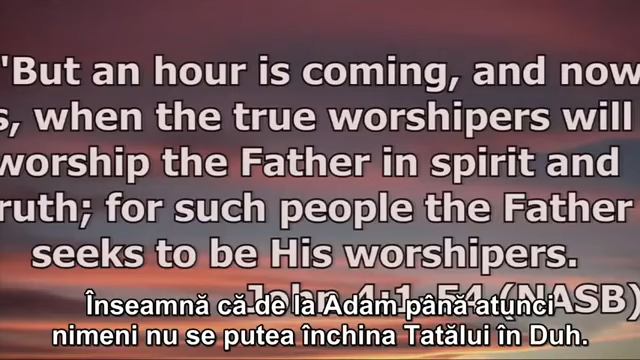 "But an hour is coming, and now
s, when the true worshipers will
worship the Father in spirit and
ruth; for such people the Father
seeks to be His worshipers.
John 4:1-54 (NASB)
Înseamnă că de la Adam până atunci
nimeni nu se putea închina Tatălui în Duh.